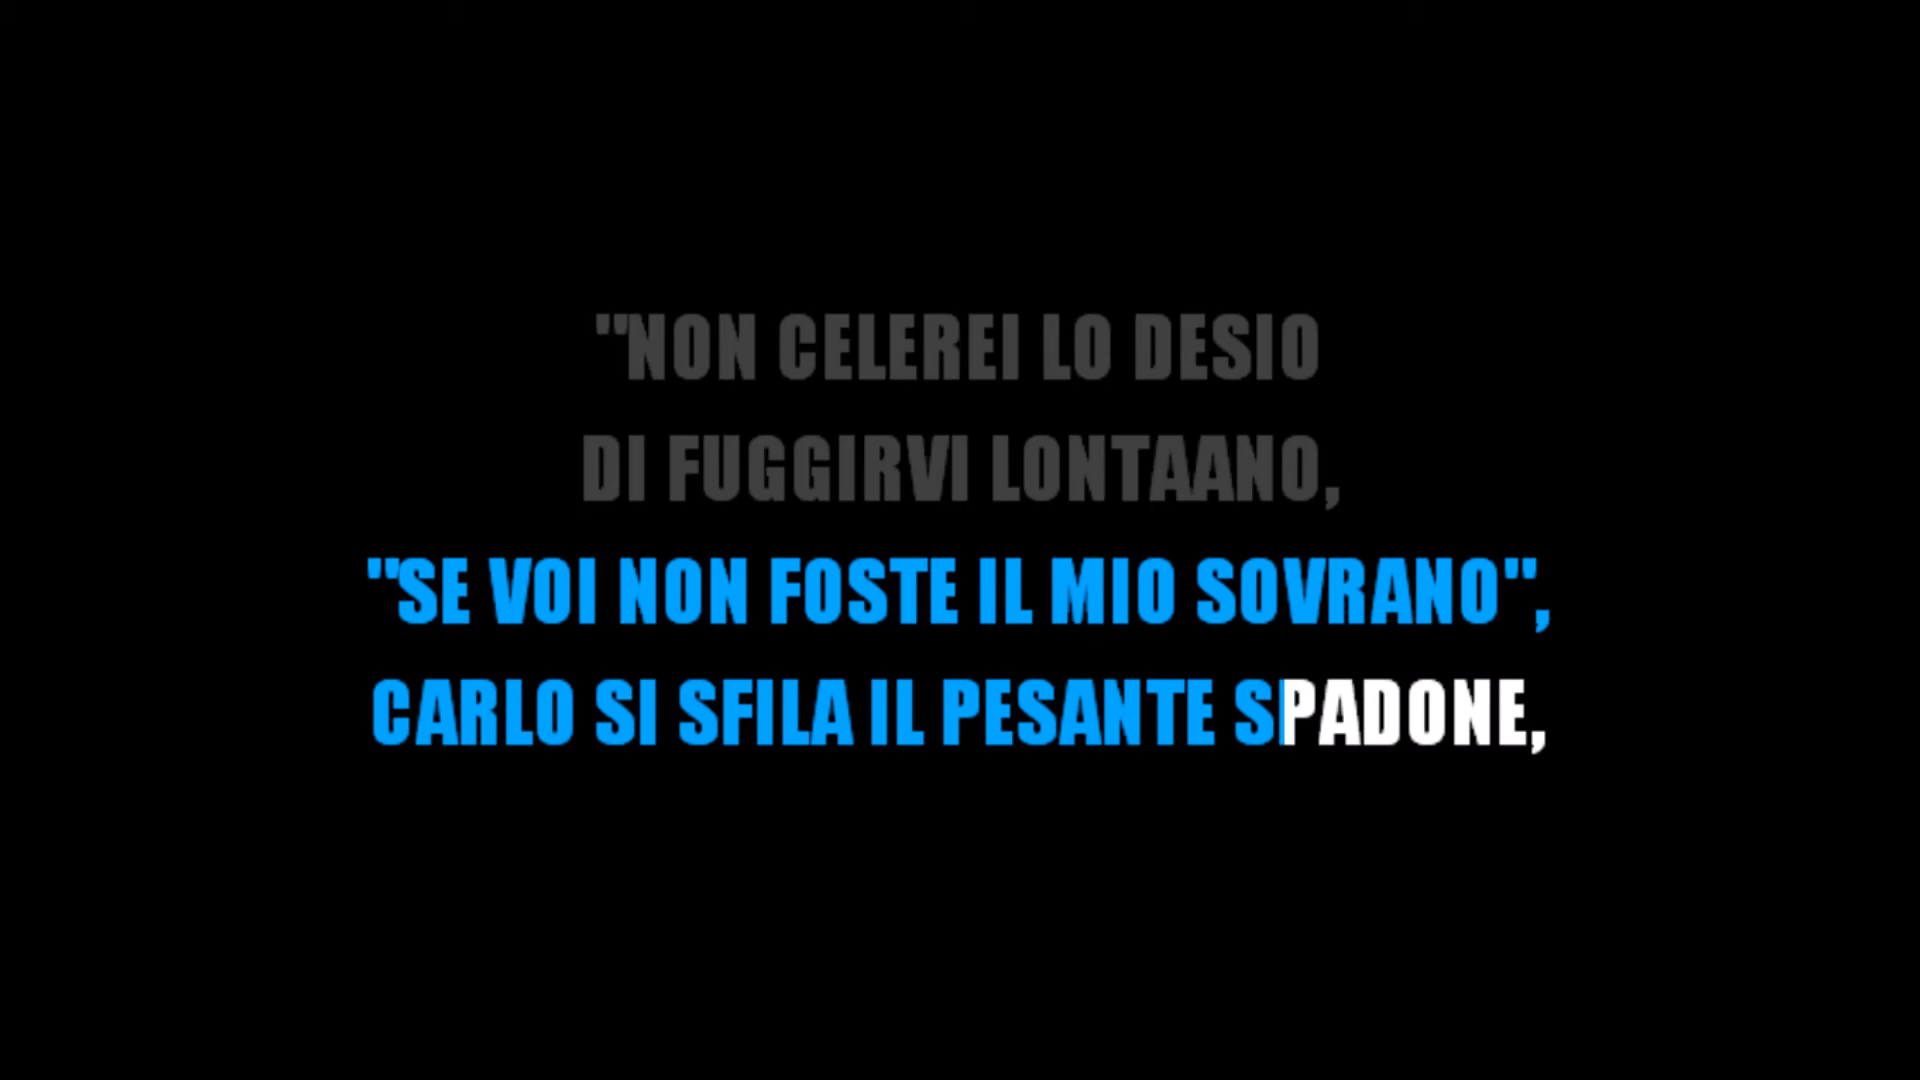 "NON CELEREI LO DESIO
DI FUGGIRVI LONTAANO,
"SE VOI NON FOSTE IL MIO SOVRANO",
CARLO SI SFILA IL PESANTE SPADONE,